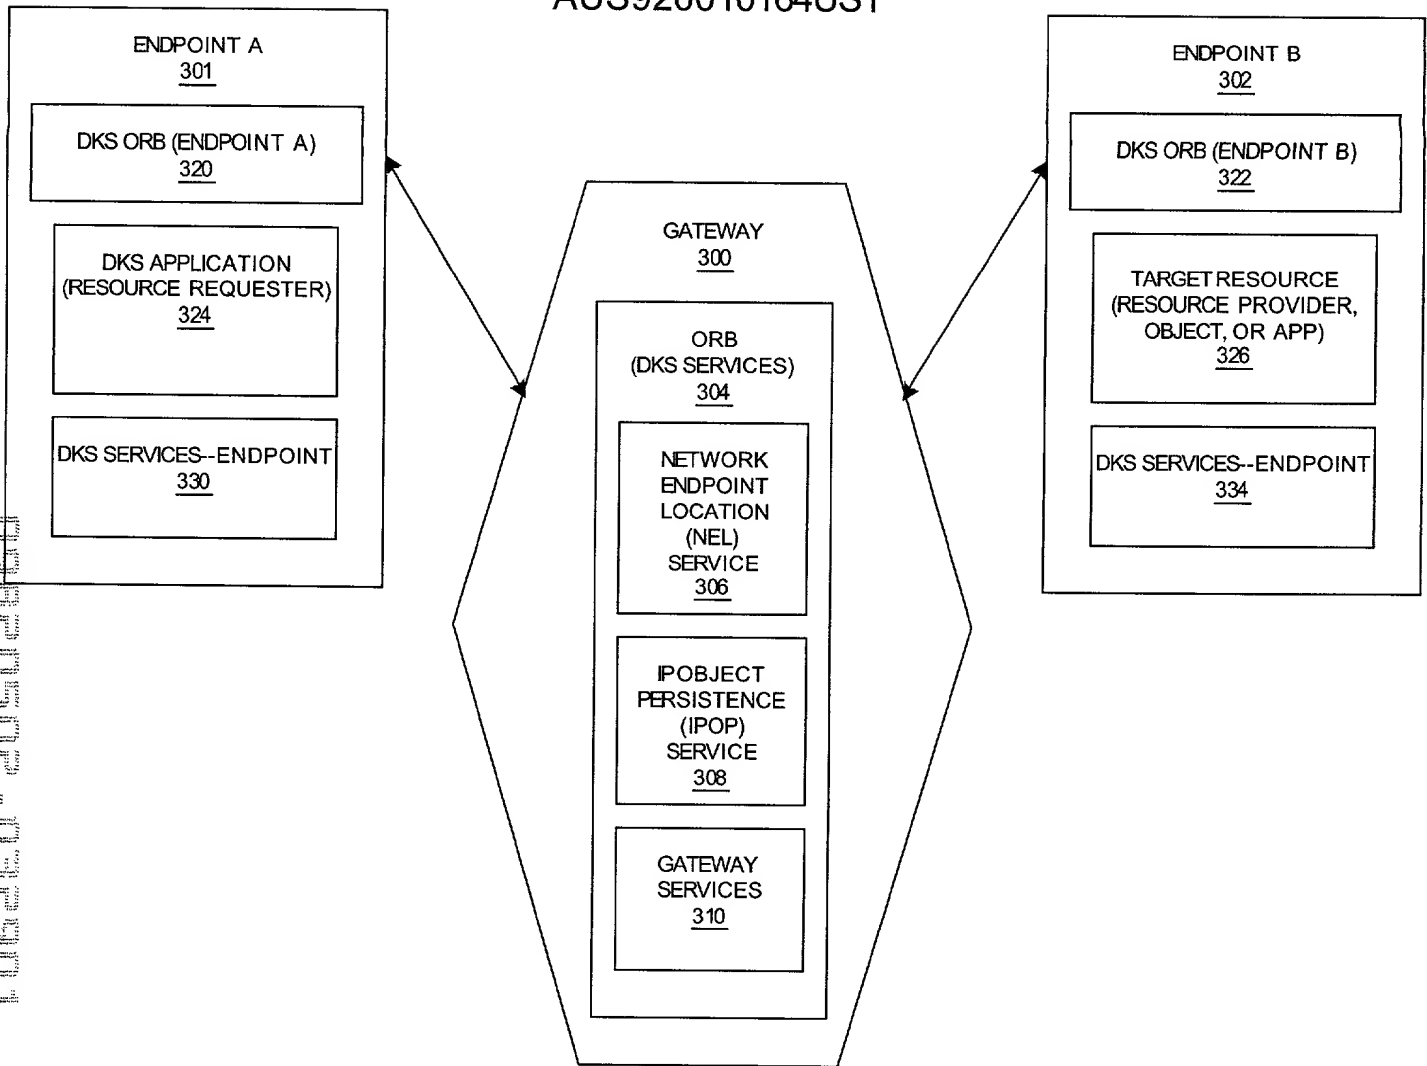 AUS920010164US1
ENDPOINT A
301
DKS ORB (ENDPOINT A)
320
DKS APPLICATION
(RESOURCE REQUESTER)
324
DKS SERVICES--ENDPOINT
330
GATEWAY
300
ORB
(DKS SERVICES)
304
NETWORK
ENDPOINT
LOCATION
(NEL)
SERVICE
306
IPOBJECT
PERSISTENCE
(IPOP)
SERVICE
308
GATEWAY
SERVICES
310
ENDPOINT B
302
DKS ORB (ENDPOINT B)
322
TARGET RESOURCE
(RESOURCE PROVIDER,
OBJECT, OR APP)
326
DKS SERVICES--ENDPOINT
334